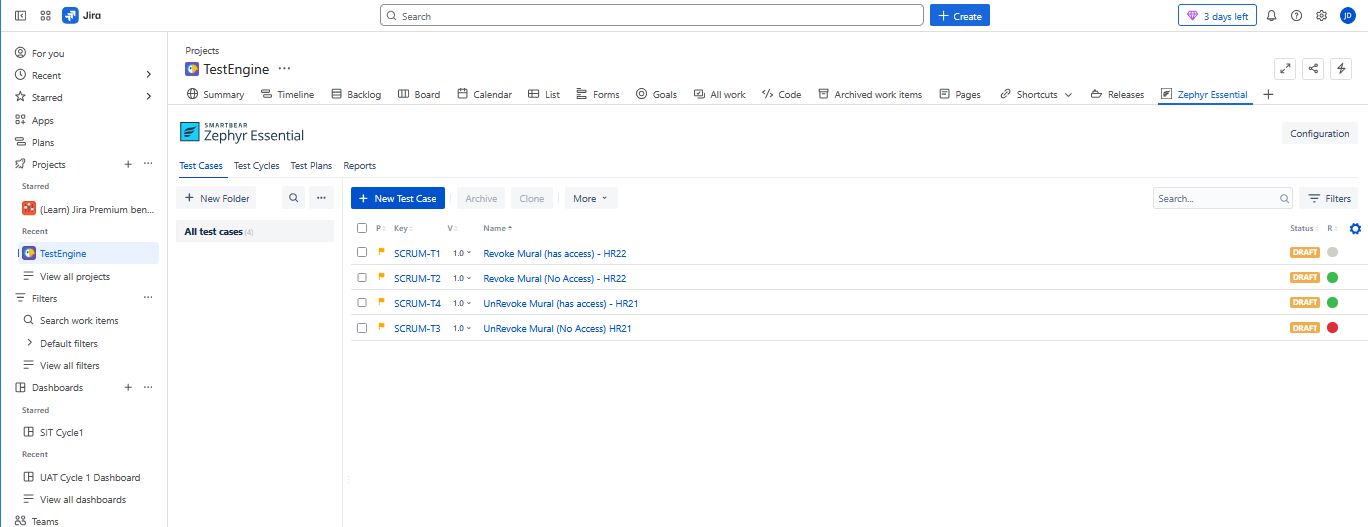 Jira
Search
+ Create
3 days left
JD
For you
Recent
Starred
Apps
Plans
Projects
Starred
(Learn) Jira Premium ben...
Recent
TestEngine
View all projects
Filters
Search work items
Default filters
View all filters
Dashboards
Starred
SIT Cycle1
Recent
UAT Cycle 1 Dashboard
View all dashboards
Teams
Projects
TestEngine ···
Summary Timeline Backlog Board Calendar List Forms Goals All work Code Archived work items Pages Shortcuts Releases Zephyr Essential +
SMARTBEAR
Zephyr Essential
Configuration
Test Cases Test Cycles Test Plans Reports
+ New Folder
All test cases (4)
+ New Test Case Archive Clone More Search... Filters
P Key V Name Status R
SCRUM-T1 1.0 Revoke Mural (has access) - HR22 DRAFT
SCRUM-T2 1.0 Revoke Mural (No Access) - HR22 DRAFT
SCRUM-T4 1.0 UnRevoke Mural (has access) - HR21 DRAFT
SCRUM-T3 1.0 UnRevoke Mural (No Access) HR21 DRAFT